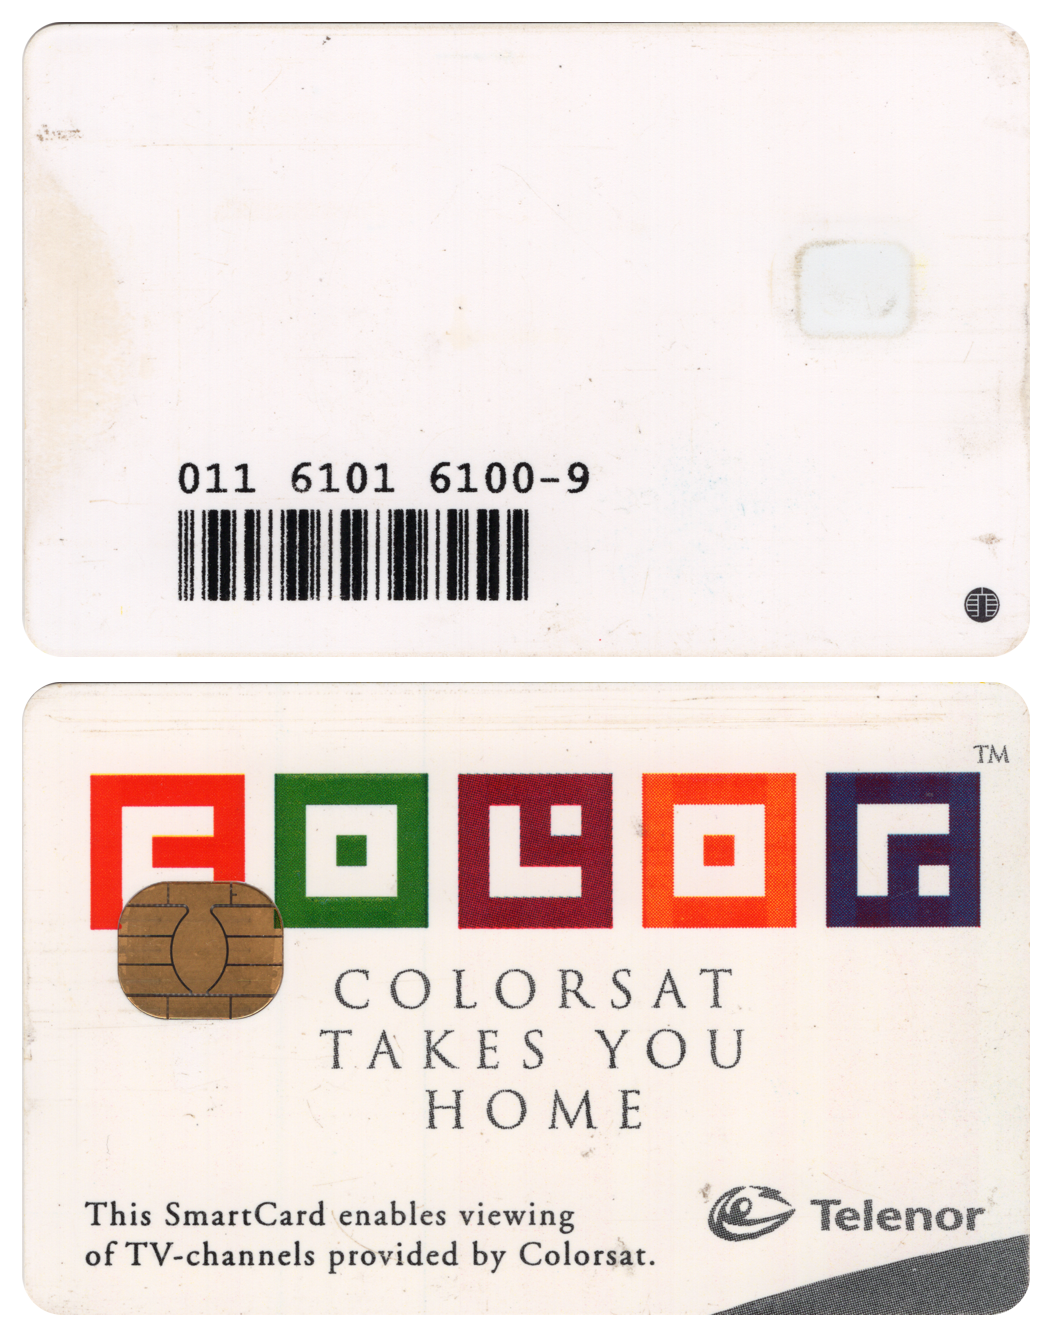 011 6101 6100-9
TM
COLOR
COLORSAT
TAKES YOU
HOME
This SmartCard enables viewing
of TV-channels provided by Colorsat.
Telenor